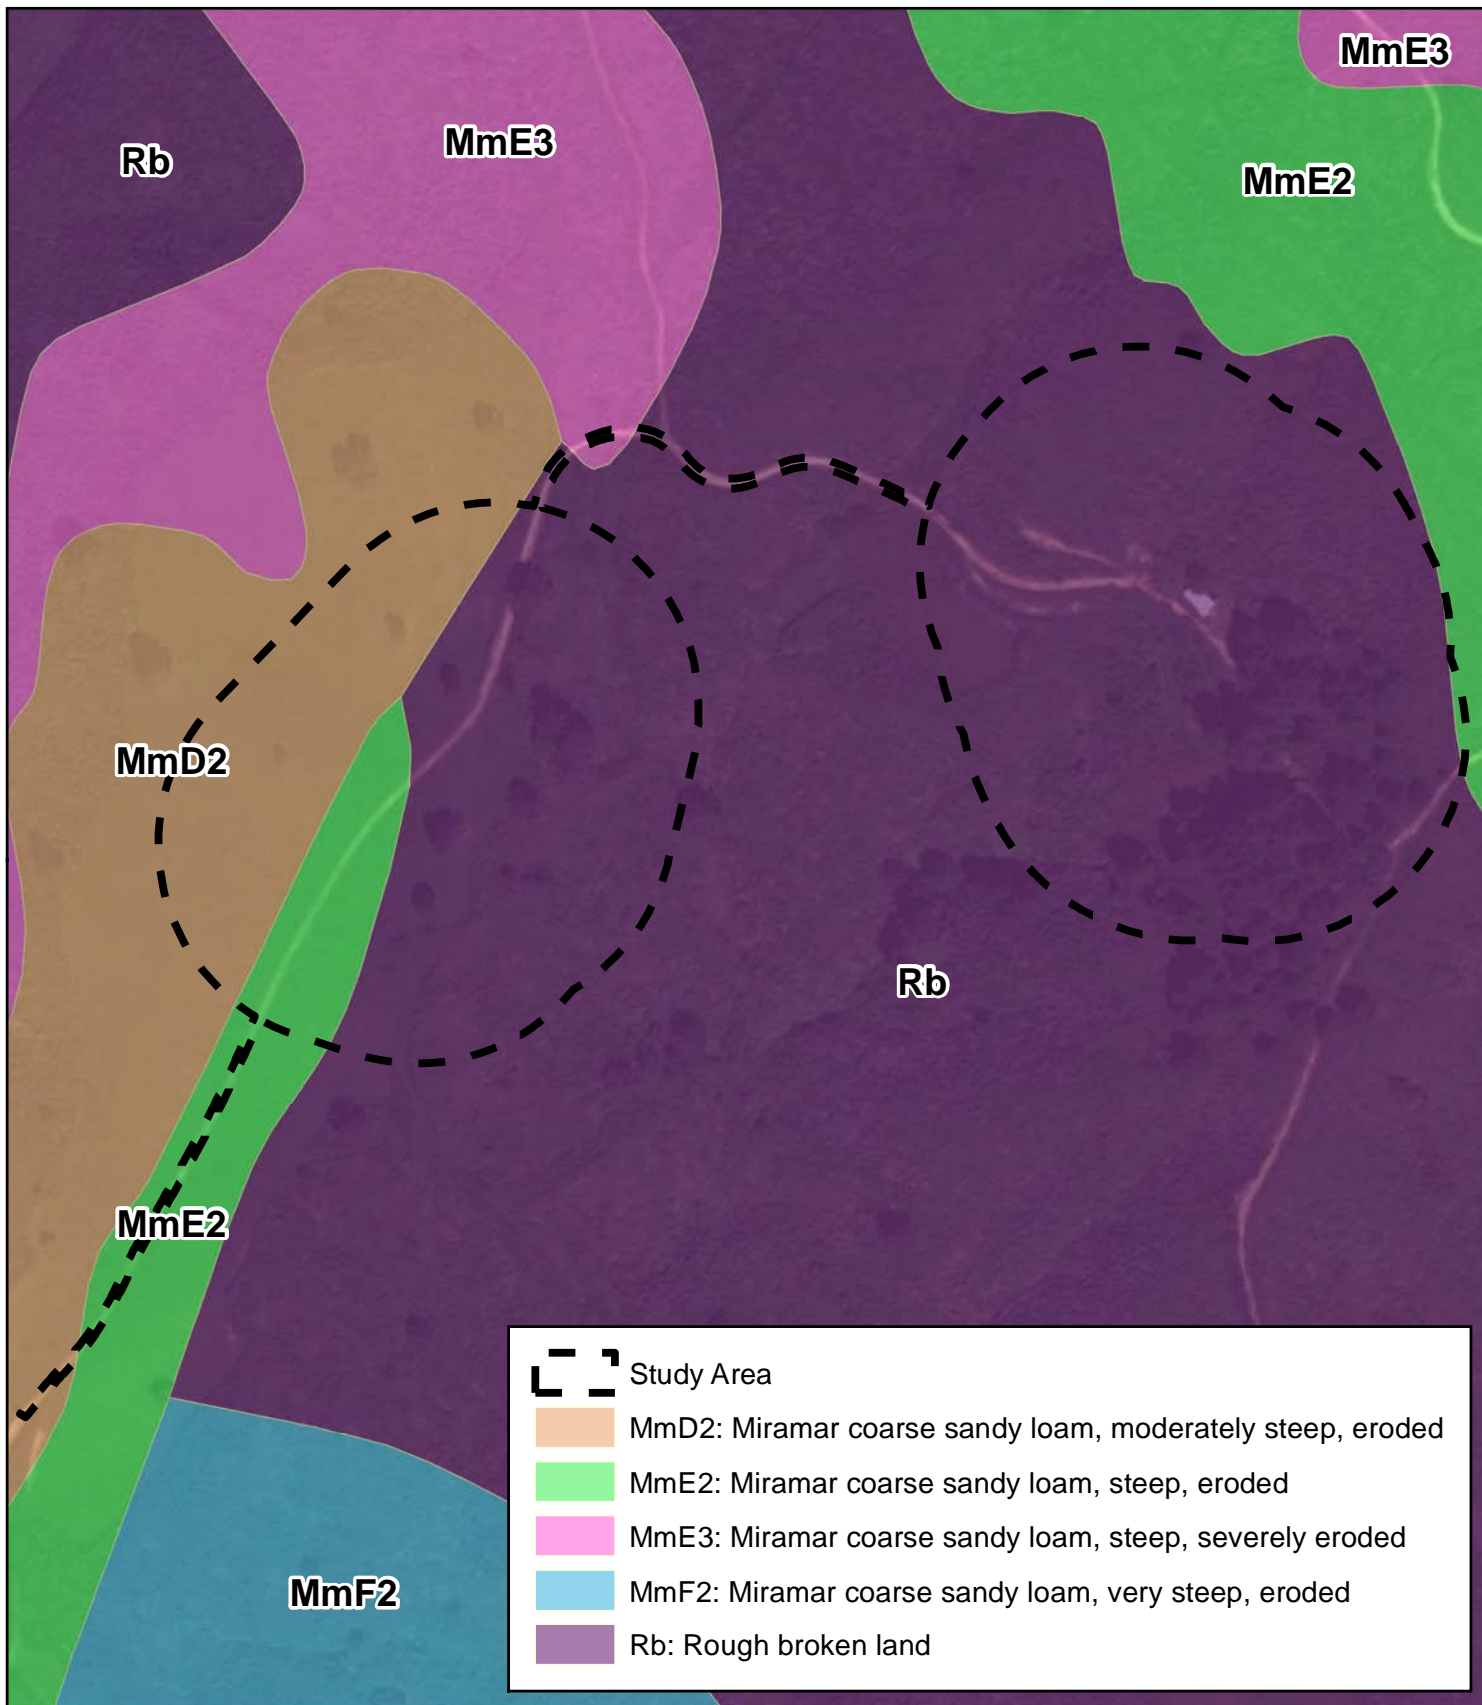 MmE3
MmE3
Rb
MmE2
MmD2
Rb
MmE2
MmF2
Study Area
MmD2: Miramar coarse sandy loam, moderately steep, eroded
MmE2: Miramar coarse sandy loam, steep, eroded
MmE3: Miramar coarse sandy loam, steep, severely eroded
MmF2: Miramar coarse sandy loam, very steep, eroded
Rb: Rough broken land